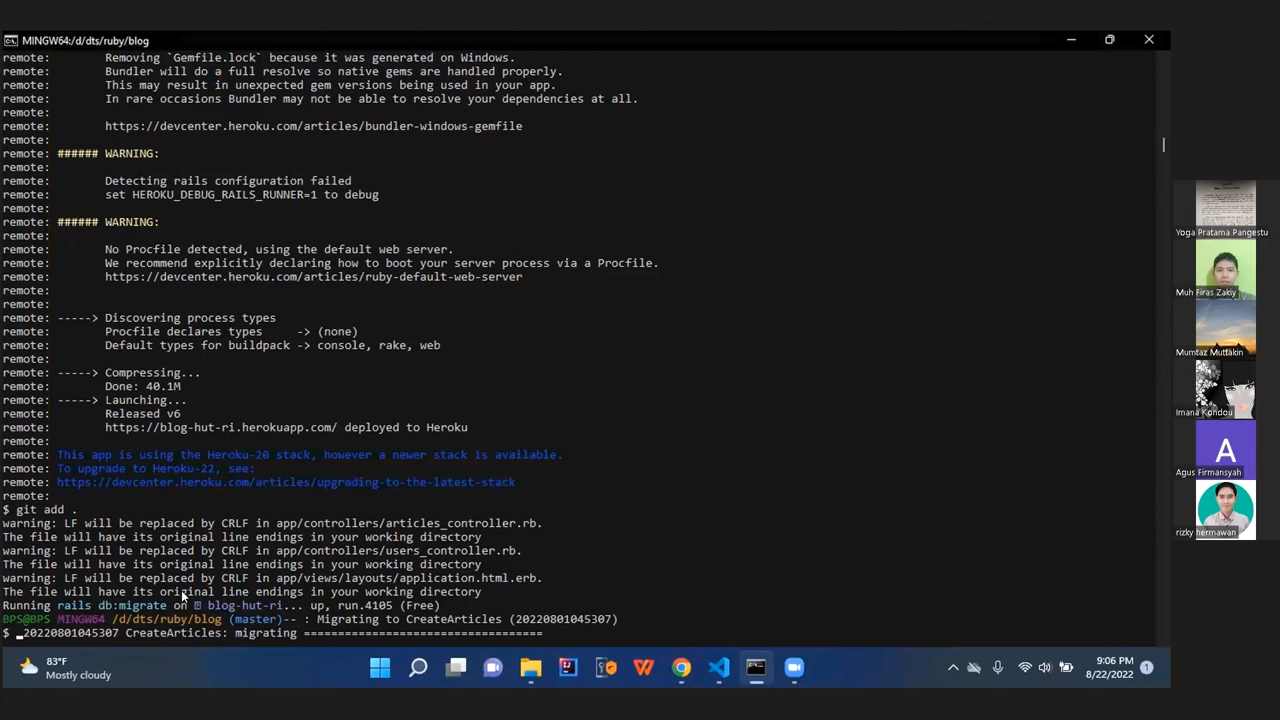 MINGW64:/d/dts/ruby/blog
remote:        Removing `Gemfile.lock` because it was generated on Windows.
remote:        Bundler will do a full resolve so native gems are handled properly.
remote:        This may result in unexpected gem versions being used in your app.
remote:        In rare occasions Bundler may not be able to resolve your dependencies at all.
remote:
remote:        https://devcenter.heroku.com/articles/bundler-windows-gemfile
remote:
remote: ###### WARNING:
remote:
remote:        Detecting rails configuration failed
remote:        set HEROKU_DEBUG_RAILS_RUNNER=1 to debug
remote:
remote: ###### WARNING:
remote:
remote:        No Procfile detected, using the default web server.
remote:        We recommend explicitly declaring how to boot your server process via a Procfile.
remote:        https://devcenter.heroku.com/articles/ruby-default-web-server
remote:
remote:
remote: -----> Discovering process types
remote:        Procfile declares types     -> (none)
remote:        Default types for buildpack -> console, rake, web
remote:
remote: -----> Compressing...
remote:        Done: 40.1M
remote: -----> Launching...
remote:        Released v6
remote:        https://blog-hut-ri.herokuapp.com/ deployed to Heroku
remote:
remote: This app is using the Heroku-20 stack, however a newer stack is available.
remote: To upgrade to Heroku-22, see:
remote: https://devcenter.heroku.com/articles/upgrading-to-the-latest-stack
remote:
$ git add .
warning: LF will be replaced by CRLF in app/controllers/articles_controller.rb.
The file will have its original line endings in your working directory
warning: LF will be replaced by CRLF in app/controllers/users_controller.rb.
The file will have its original line endings in your working directory
warning: LF will be replaced by CRLF in app/views/layouts/application.html.erb.
The file will have its original line endings in your working directory
Running rails db:migrate on blog-hut-ri... up, run.4105 (Free)
BPS@BPS MINGW64 /d/dts/ruby/blog (master)-- : Migrating to CreateArticles (20220801045307)
$ _20220801045307 CreateArticles: migrating ===================================
Yoga Pratama Pangestu
Muh Firas Zakiy
Mumtaz Muttakin
Imana Kondou
A
Agus Firmansyah
rizky hermawan
83°F
Mostly cloudy
W
9:06 PM
8/22/2022
1